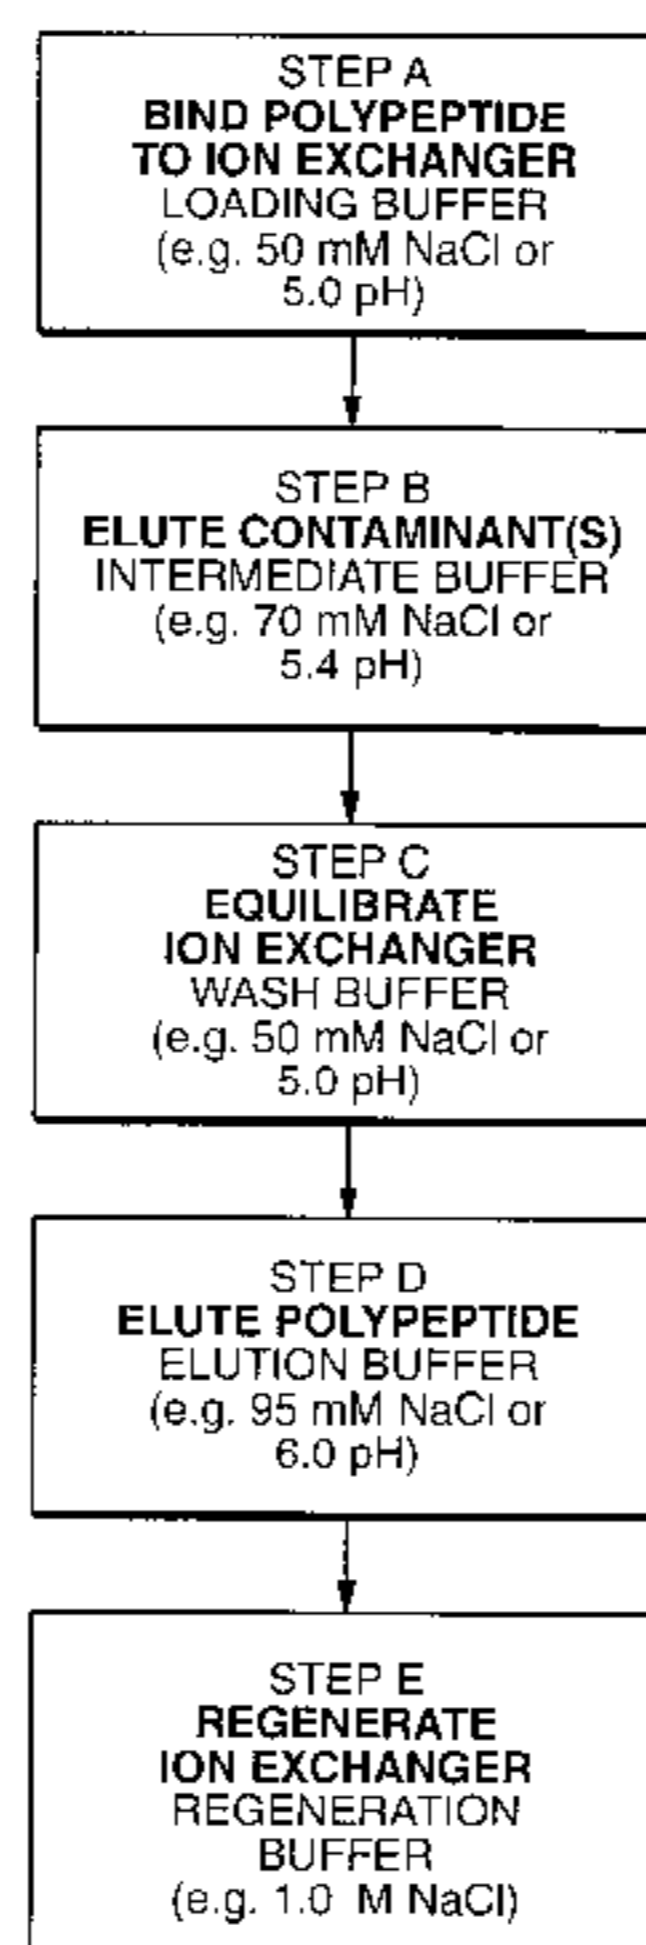 STEP A
BIND POLYPEPTIDE
TO ION EXCHANGER
LOADING BUFFER
(e.g. 50 mM NaCl or
5.0 pH)
STEP B
ELUTE CONTAMINANT(S)
INTERMEDIATE BUFFER
(e.g. 70 mM NaCl or
5.4 pH)
STEP C
EQUILIBRATE
ION EXCHANGER
WASH BUFFER
(e.g. 50 mM NaCl or
5.0 pH)
STEP D
ELUTE POLYPEPTIDE
ELUTION BUFFER
(e.g. 95 mM NaCl or
6.0 pH)
STEP E
REGENERATE
ION EXCHANGER
REGENERATION
BUFFER
(e.g. 1.0 M NaCl)